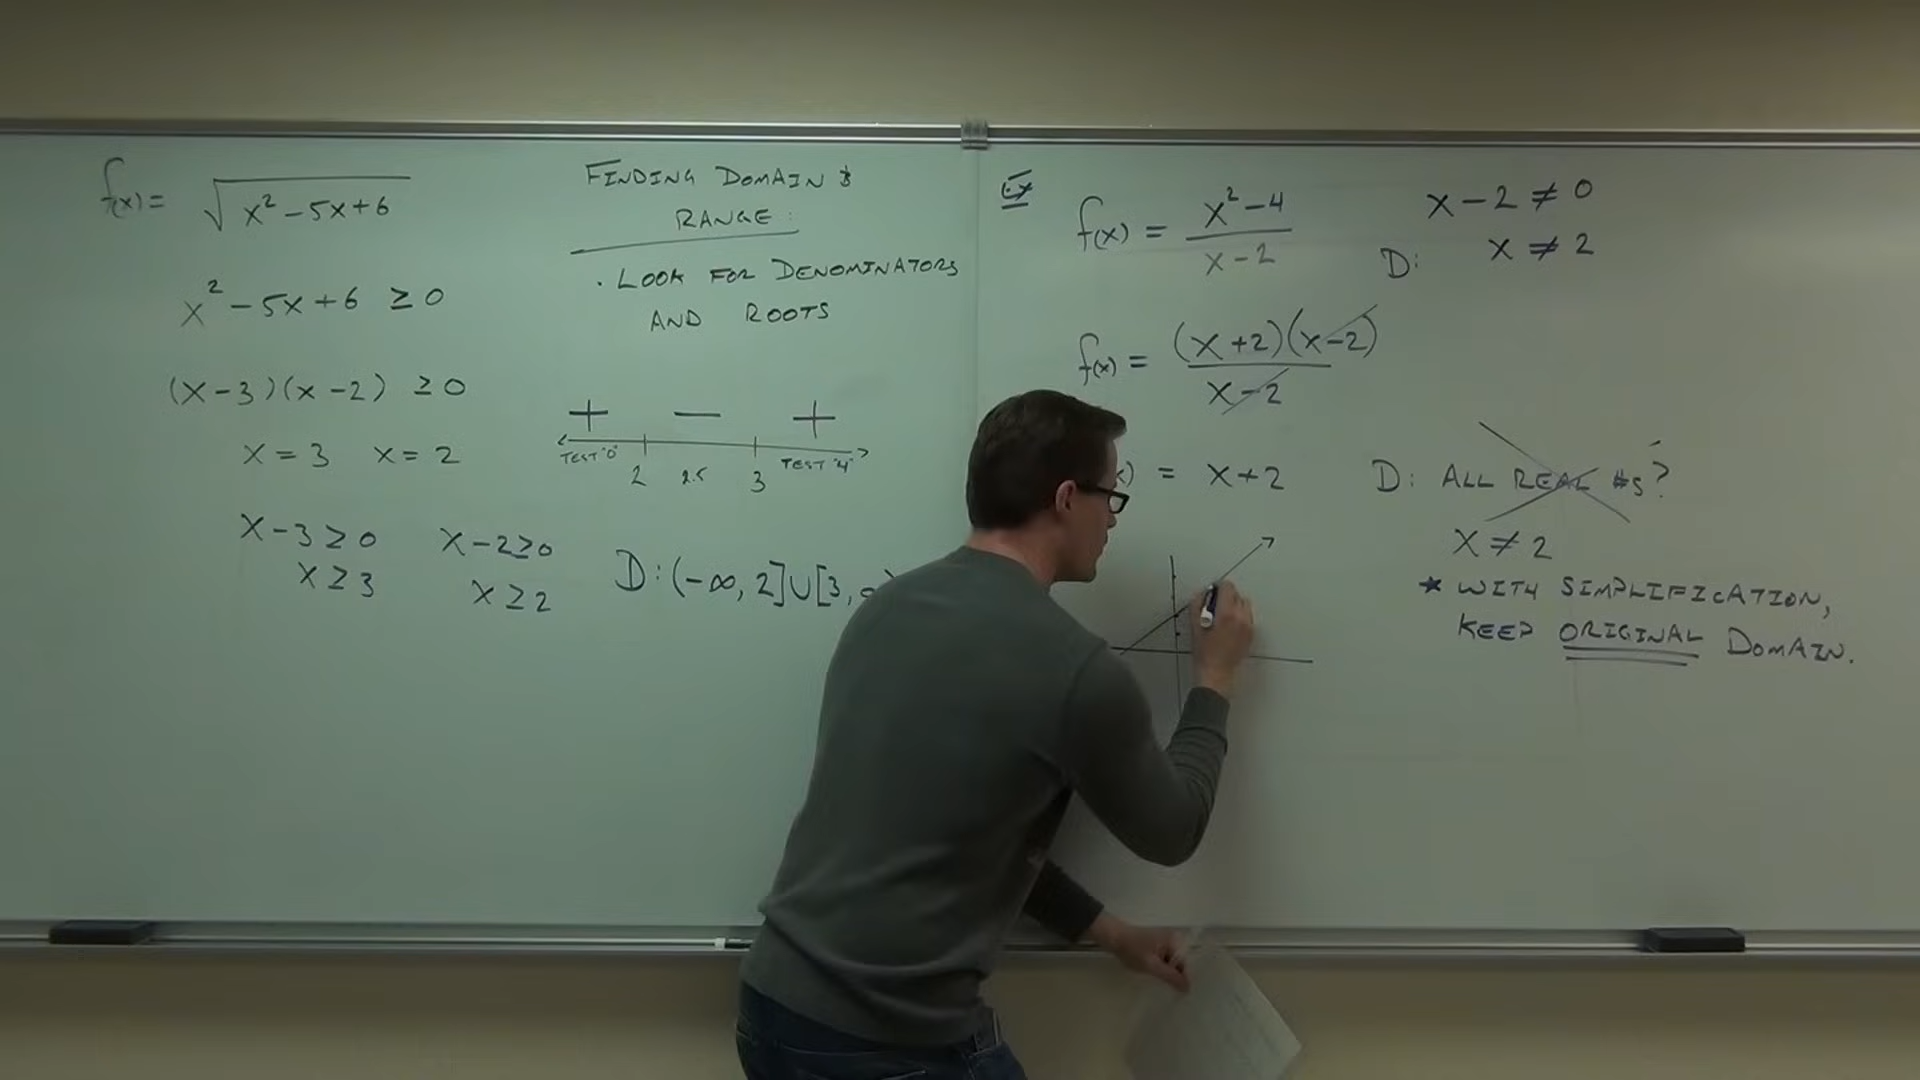 f(x) = √x² - 5x + 6
x² - 5x + 6 ≥ 0
(x - 3)(x - 2) ≥ 0
x = 3 x = 2
x - 3 ≥ 0 x - 2 ≥ 0
x ≥ 3 x ≥ 2
FINDING DOMAIN &
RANGE:
· LOOK FOR DENOMINATORS
AND ROOTS
+ — +
TEST "0" 2 2.5 3 TEST "4"
D: (-∞, 2]∪[3,
Ex
f(x) = x² - 4 / x - 2
x - 2 ≠ 0
D: x ≠ 2
f(x) = (x + 2)(x - 2) / x - 2
) = x + 2
D: ALL REAL #s?
x ≠ 2
* WITH SIMPLIFICATION,
KEEP ORIGINAL DOMAIN.